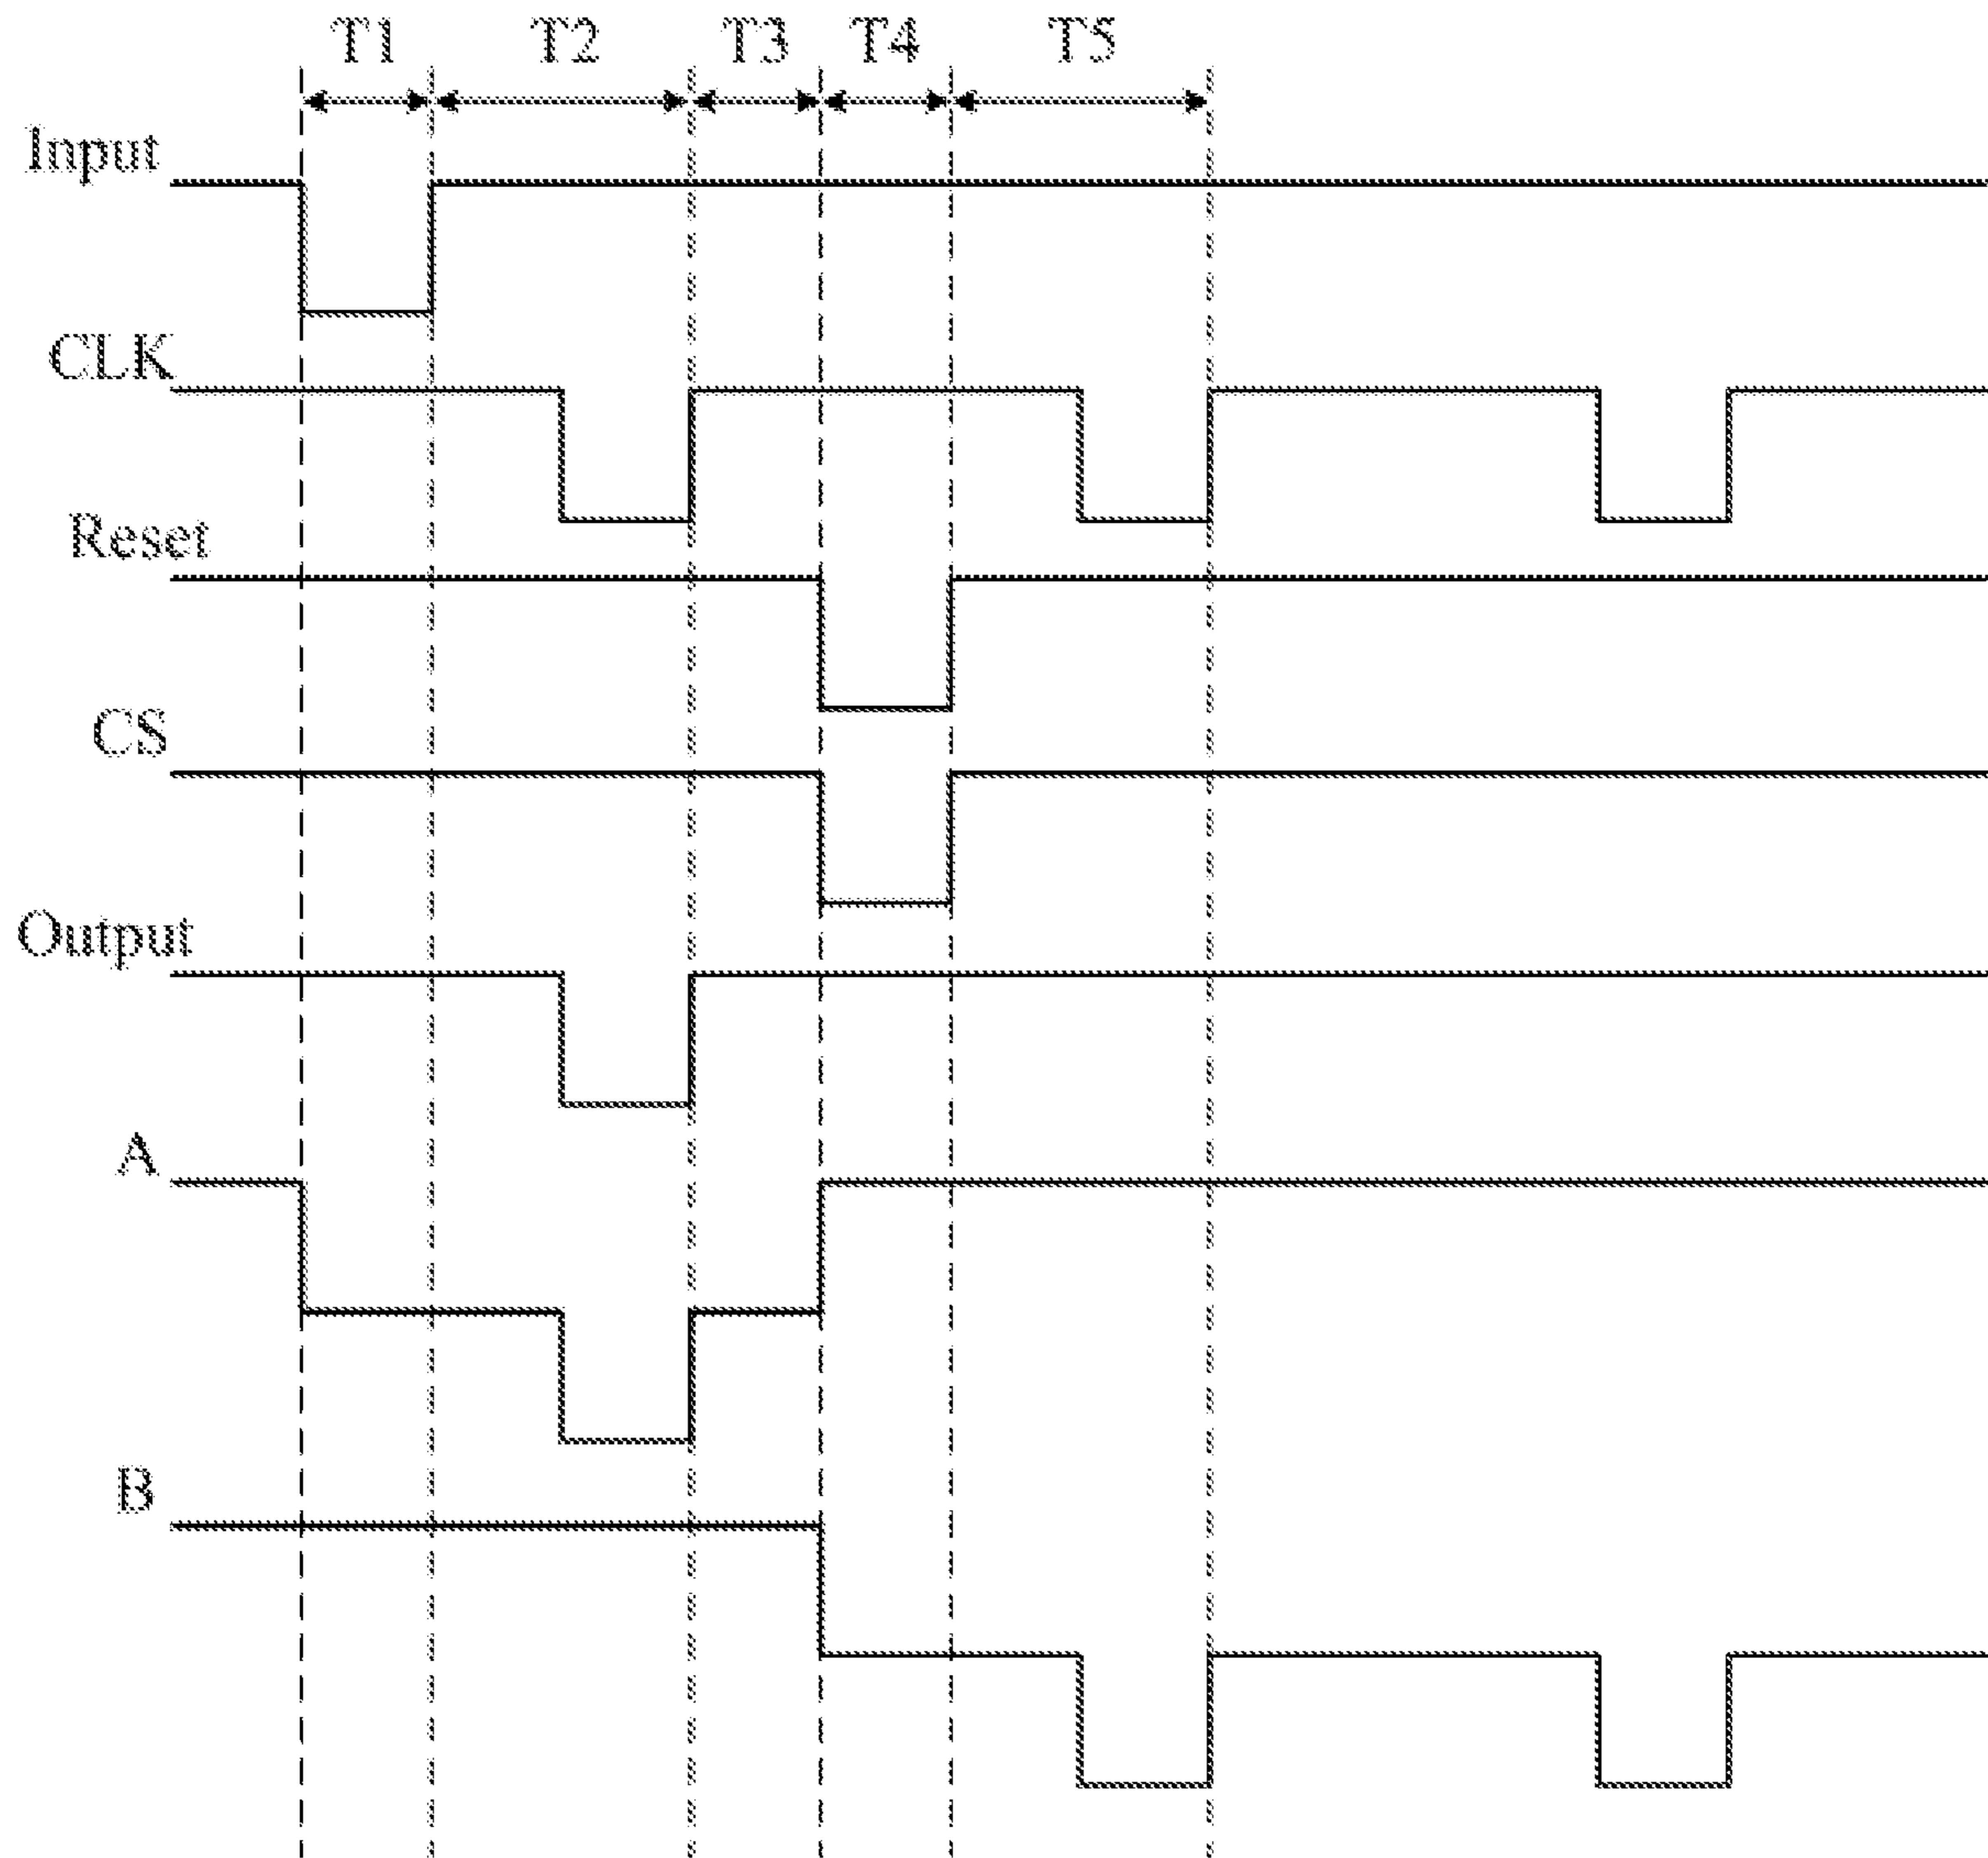 T1 T2 T3 T4 T5
Input
CLK
Reset
CS
Output
A
B